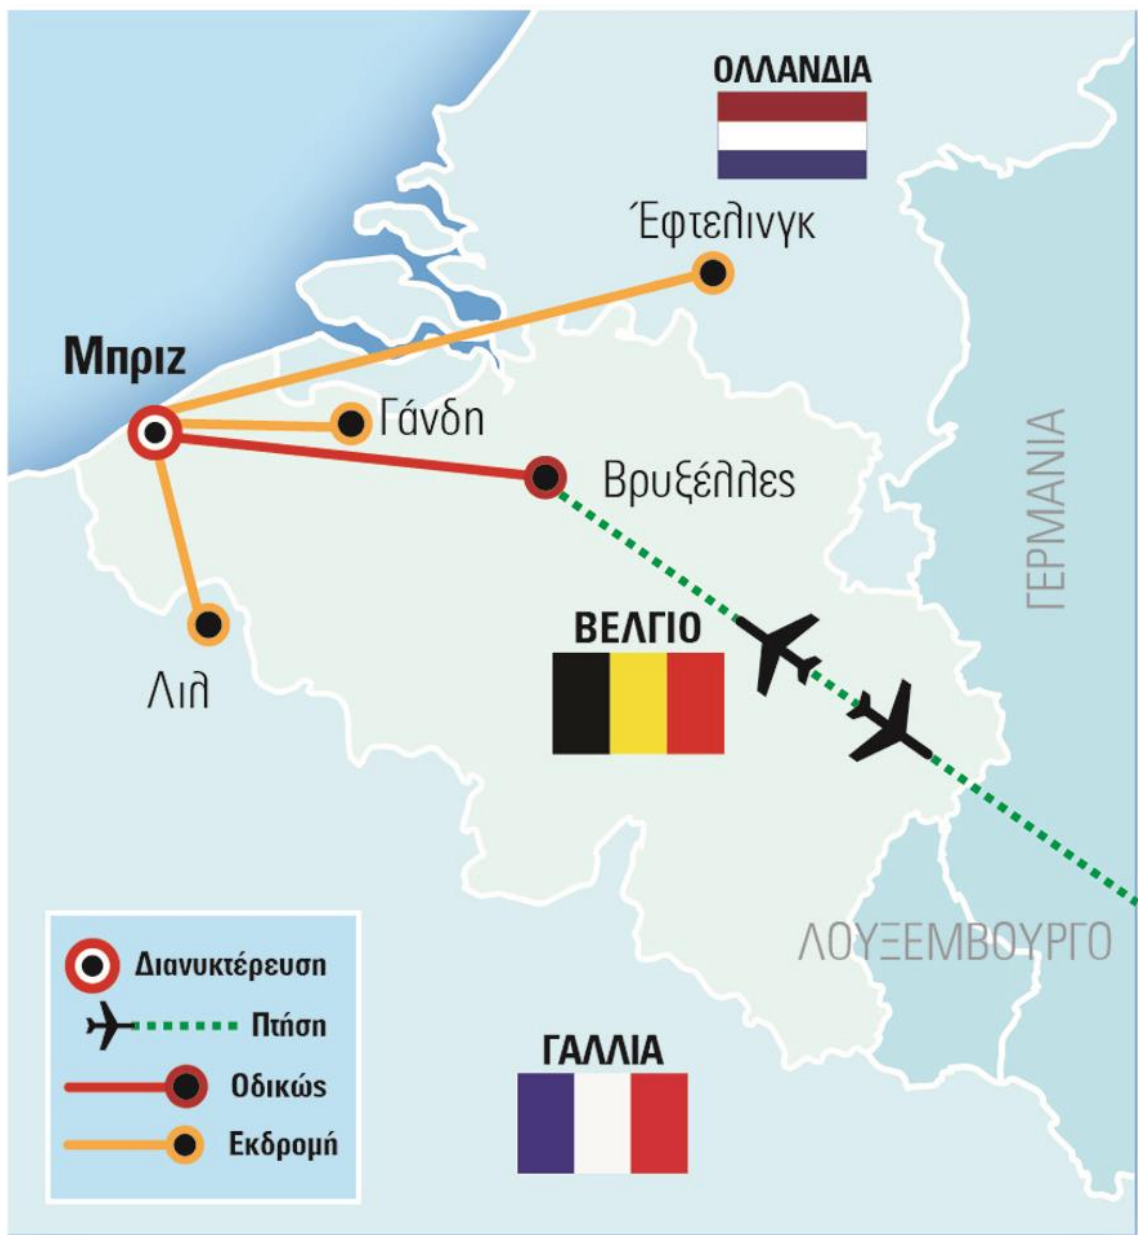 ΟΛΛΑΝΔΙΑ
Έφτελινγκ
Μπριζ
Γάνδη
Βρυξέλλες
ΓΕΡΜΑΝΙΑ
ΒΕΛΓΙΟ
Λιλ
ΛΟΥΞΕΜΒΟΥΡΓΟ
ΓΑΛΛΙΑ
Διανυκτέρευση
Πτήση
Οδικώς
Εκδρομή